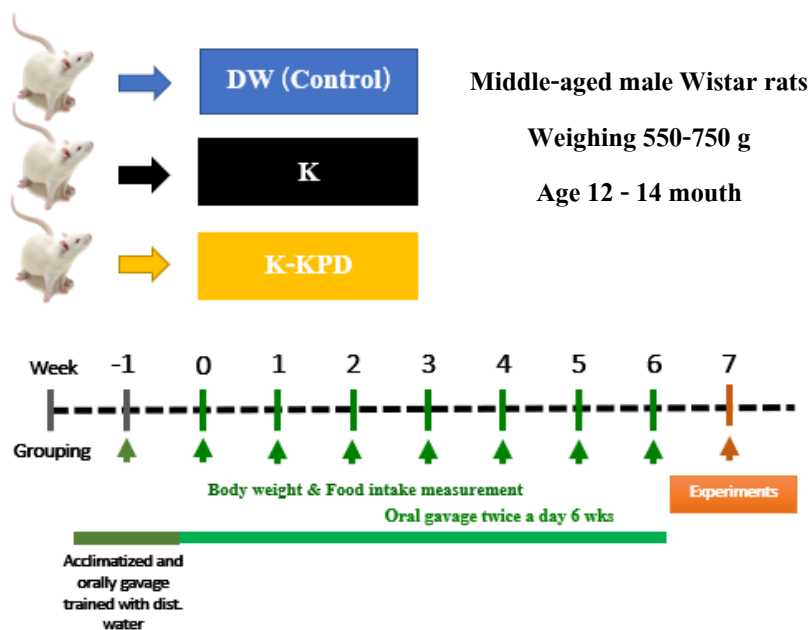 DW (Control)
K
K-KPD
Middle-aged male Wistar rats
Weighing 550-750 g
Age 12 - 14 mouth
Week -1 0 1 2 3 4 5 6 7
Grouping
Body weight & Food intake measurement
Oral gavage twice a day 6 wks
Experiments
Acclimatized and
orally gavage
trained with dist.
water